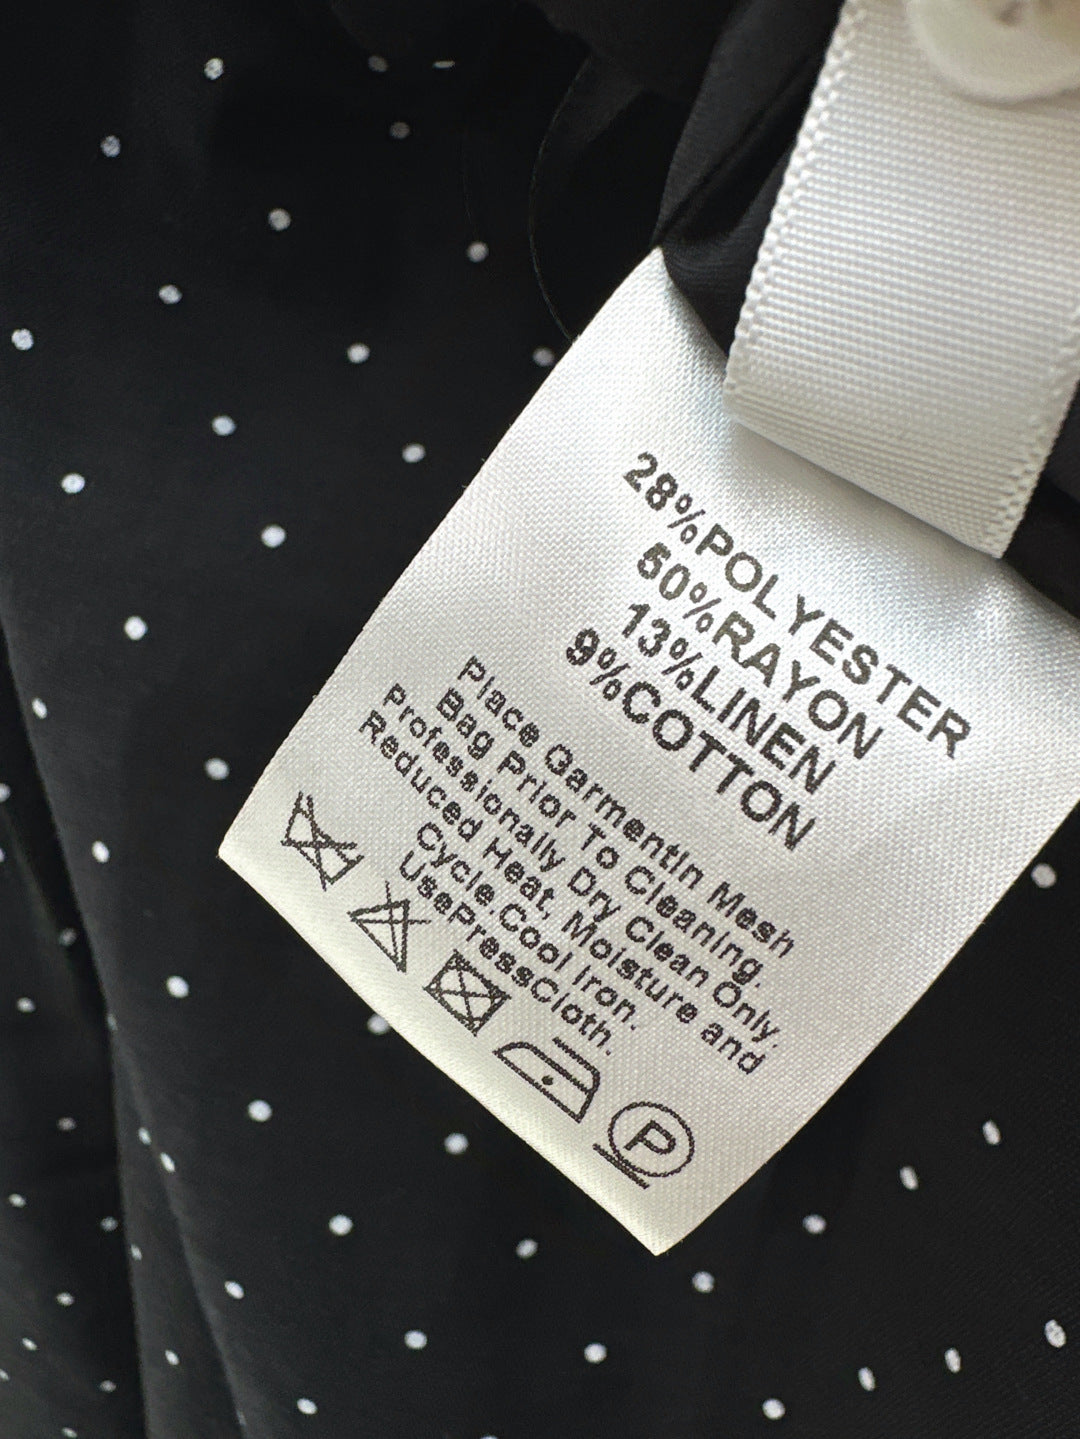 28%POLYESTER
50%RAYON
13%LINEN
9%COTTON
Place GarmentIn Mesh
Bag Prior To Cleaning.
Professionally Dry Clean Only.
Reduced Heat, Moisture and
Cycle.Cool Iron.
UsePressCloth.
P